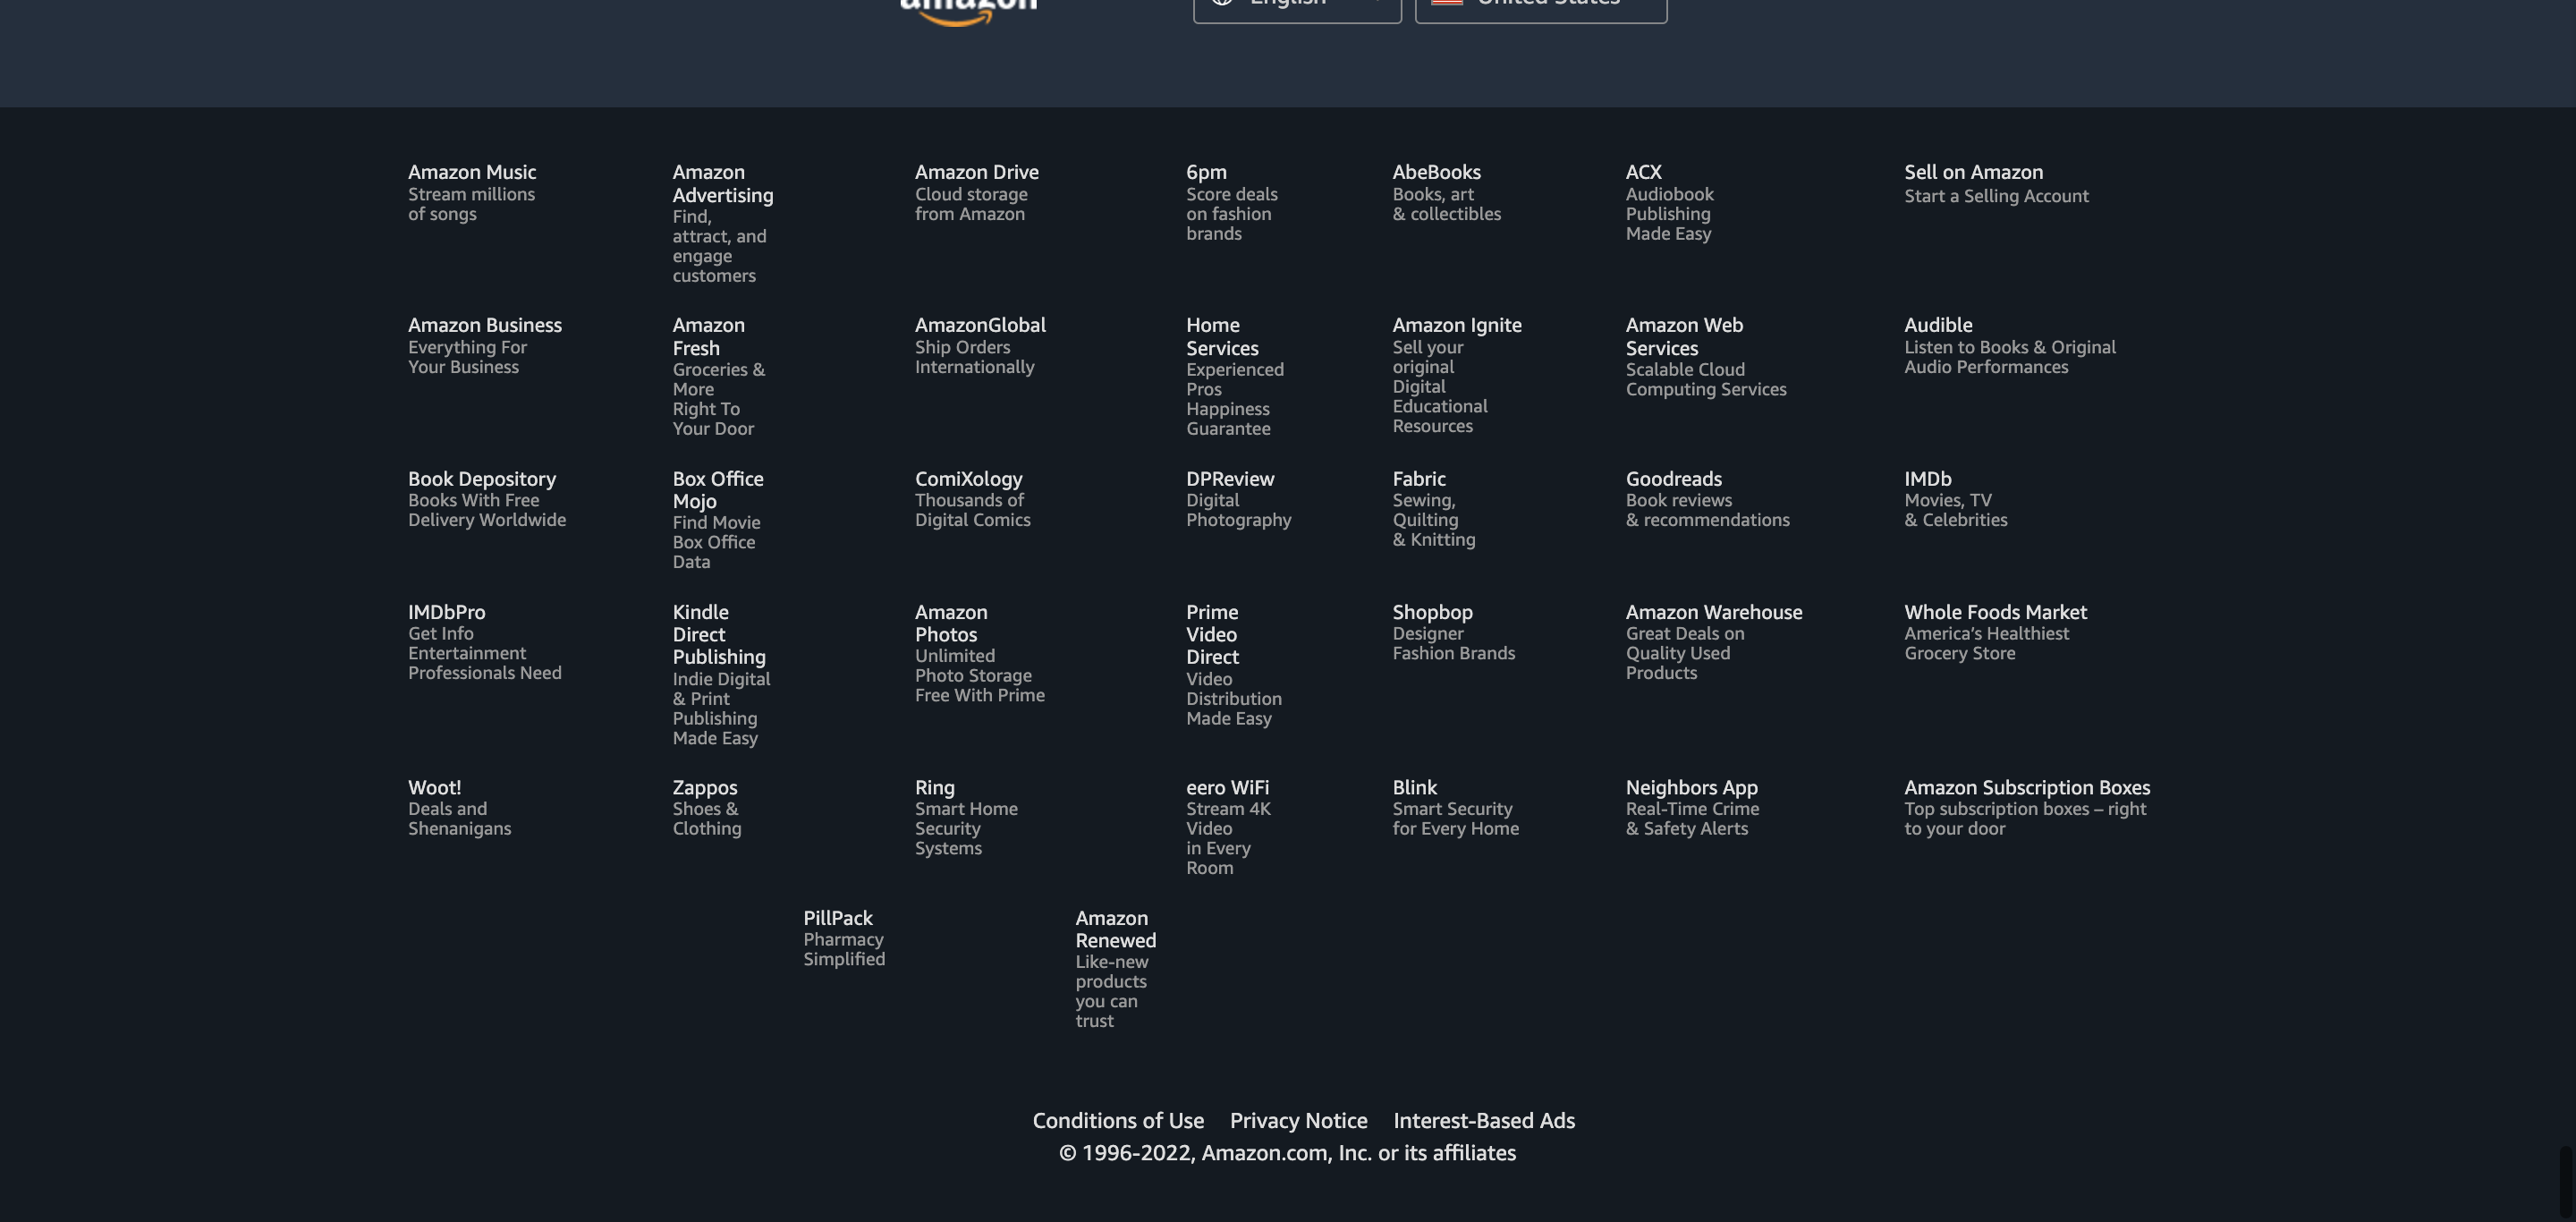 amazon
English
United States
Amazon Music
Stream millions
of songs
Amazon
Advertising
Find,
attract, and
engage
customers
Amazon Drive
Cloud storage
from Amazon
6pm
Score deals
on fashion
brands
AbeBooks
Books, art
& collectibles
ACX
Audiobook
Publishing
Made Easy
Sell on Amazon
Start a Selling Account
Amazon Business
Everything For
Your Business
Amazon
Fresh
Groceries &
More
Right To
Your Door
AmazonGlobal
Ship Orders
Internationally
Home
Services
Experienced
Pros
Happiness
Guarantee
Amazon Ignite
Sell your
original
Digital
Educational
Resources
Amazon Web
Services
Scalable Cloud
Computing Services
Audible
Listen to Books & Original
Audio Performances
Book Depository
Books With Free
Delivery Worldwide
Box Office
Mojo
Find Movie
Box Office
Data
ComiXology
Thousands of
Digital Comics
DPReview
Digital
Photography
Fabric
Sewing,
Quilting
& Knitting
Goodreads
Book reviews
& recommendations
IMDb
Movies, TV
& Celebrities
IMDbPro
Get Info
Entertainment
Professionals Need
Kindle
Direct
Publishing
Indie Digital
& Print
Publishing
Made Easy
Amazon
Photos
Unlimited
Photo Storage
Free With Prime
Prime
Video
Direct
Video
Distribution
Made Easy
Shopbop
Designer
Fashion Brands
Amazon Warehouse
Great Deals on
Quality Used
Products
Whole Foods Market
America’s Healthiest
Grocery Store
Woot!
Deals and
Shenanigans
Zappos
Shoes &
Clothing
Ring
Smart Home
Security
Systems
eero WiFi
Stream 4K
Video
in Every
Room
Blink
Smart Security
for Every Home
Neighbors App
Real-Time Crime
& Safety Alerts
Amazon Subscription Boxes
Top subscription boxes – right
to your door
PillPack
Pharmacy
Simplified
Amazon
Renewed
Like-new
products
you can
trust
Conditions of Use Privacy Notice Interest-Based Ads
© 1996-2022, Amazon.com, Inc. or its affiliates